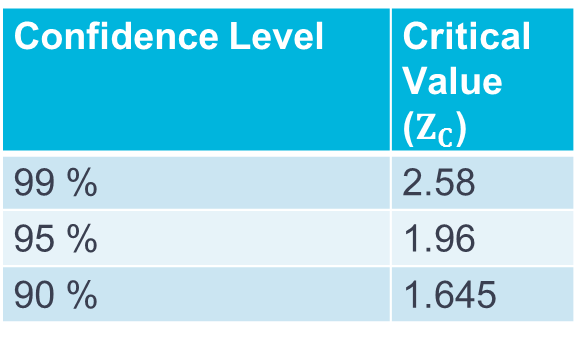 Confidence Level Critical
Value
(Z_C)
99 % 2.58
95 % 1.96
90 % 1.645